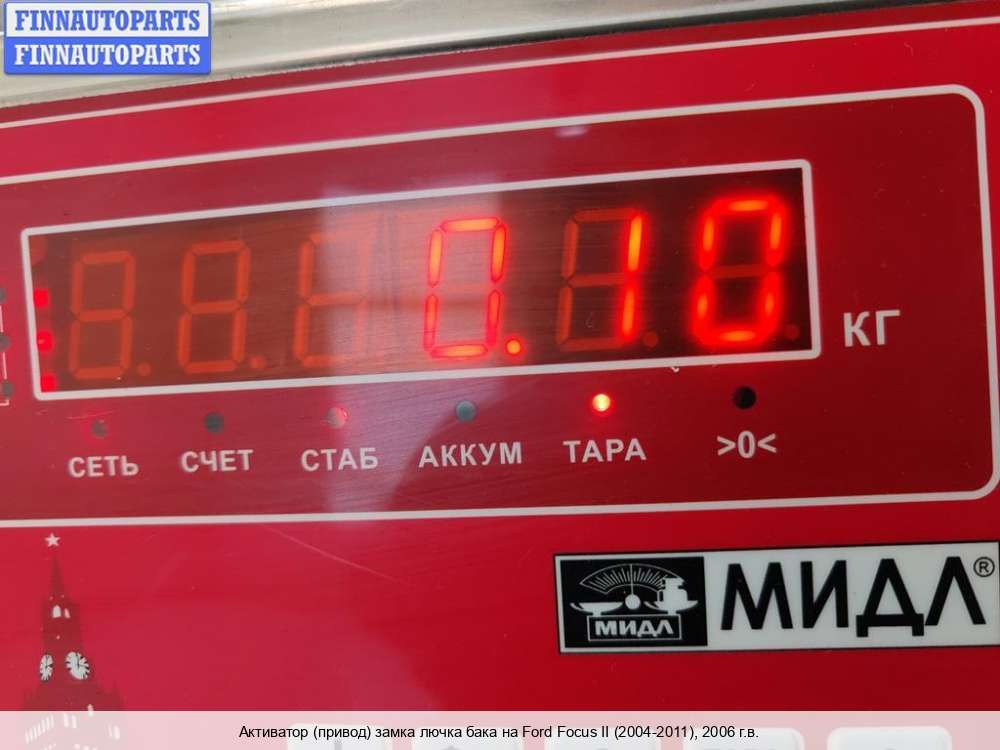 FINNAUTOPARTS
FINNAUTOPARTS
0.10
КГ
СЕТЬ СЧЕТ СТАБ АККУМ ТАРА >0<
МИДЛ МИДЛ®
Активатор (привод) замка лючка бака на Ford Focus II (2004-2011), 2006 г.в.